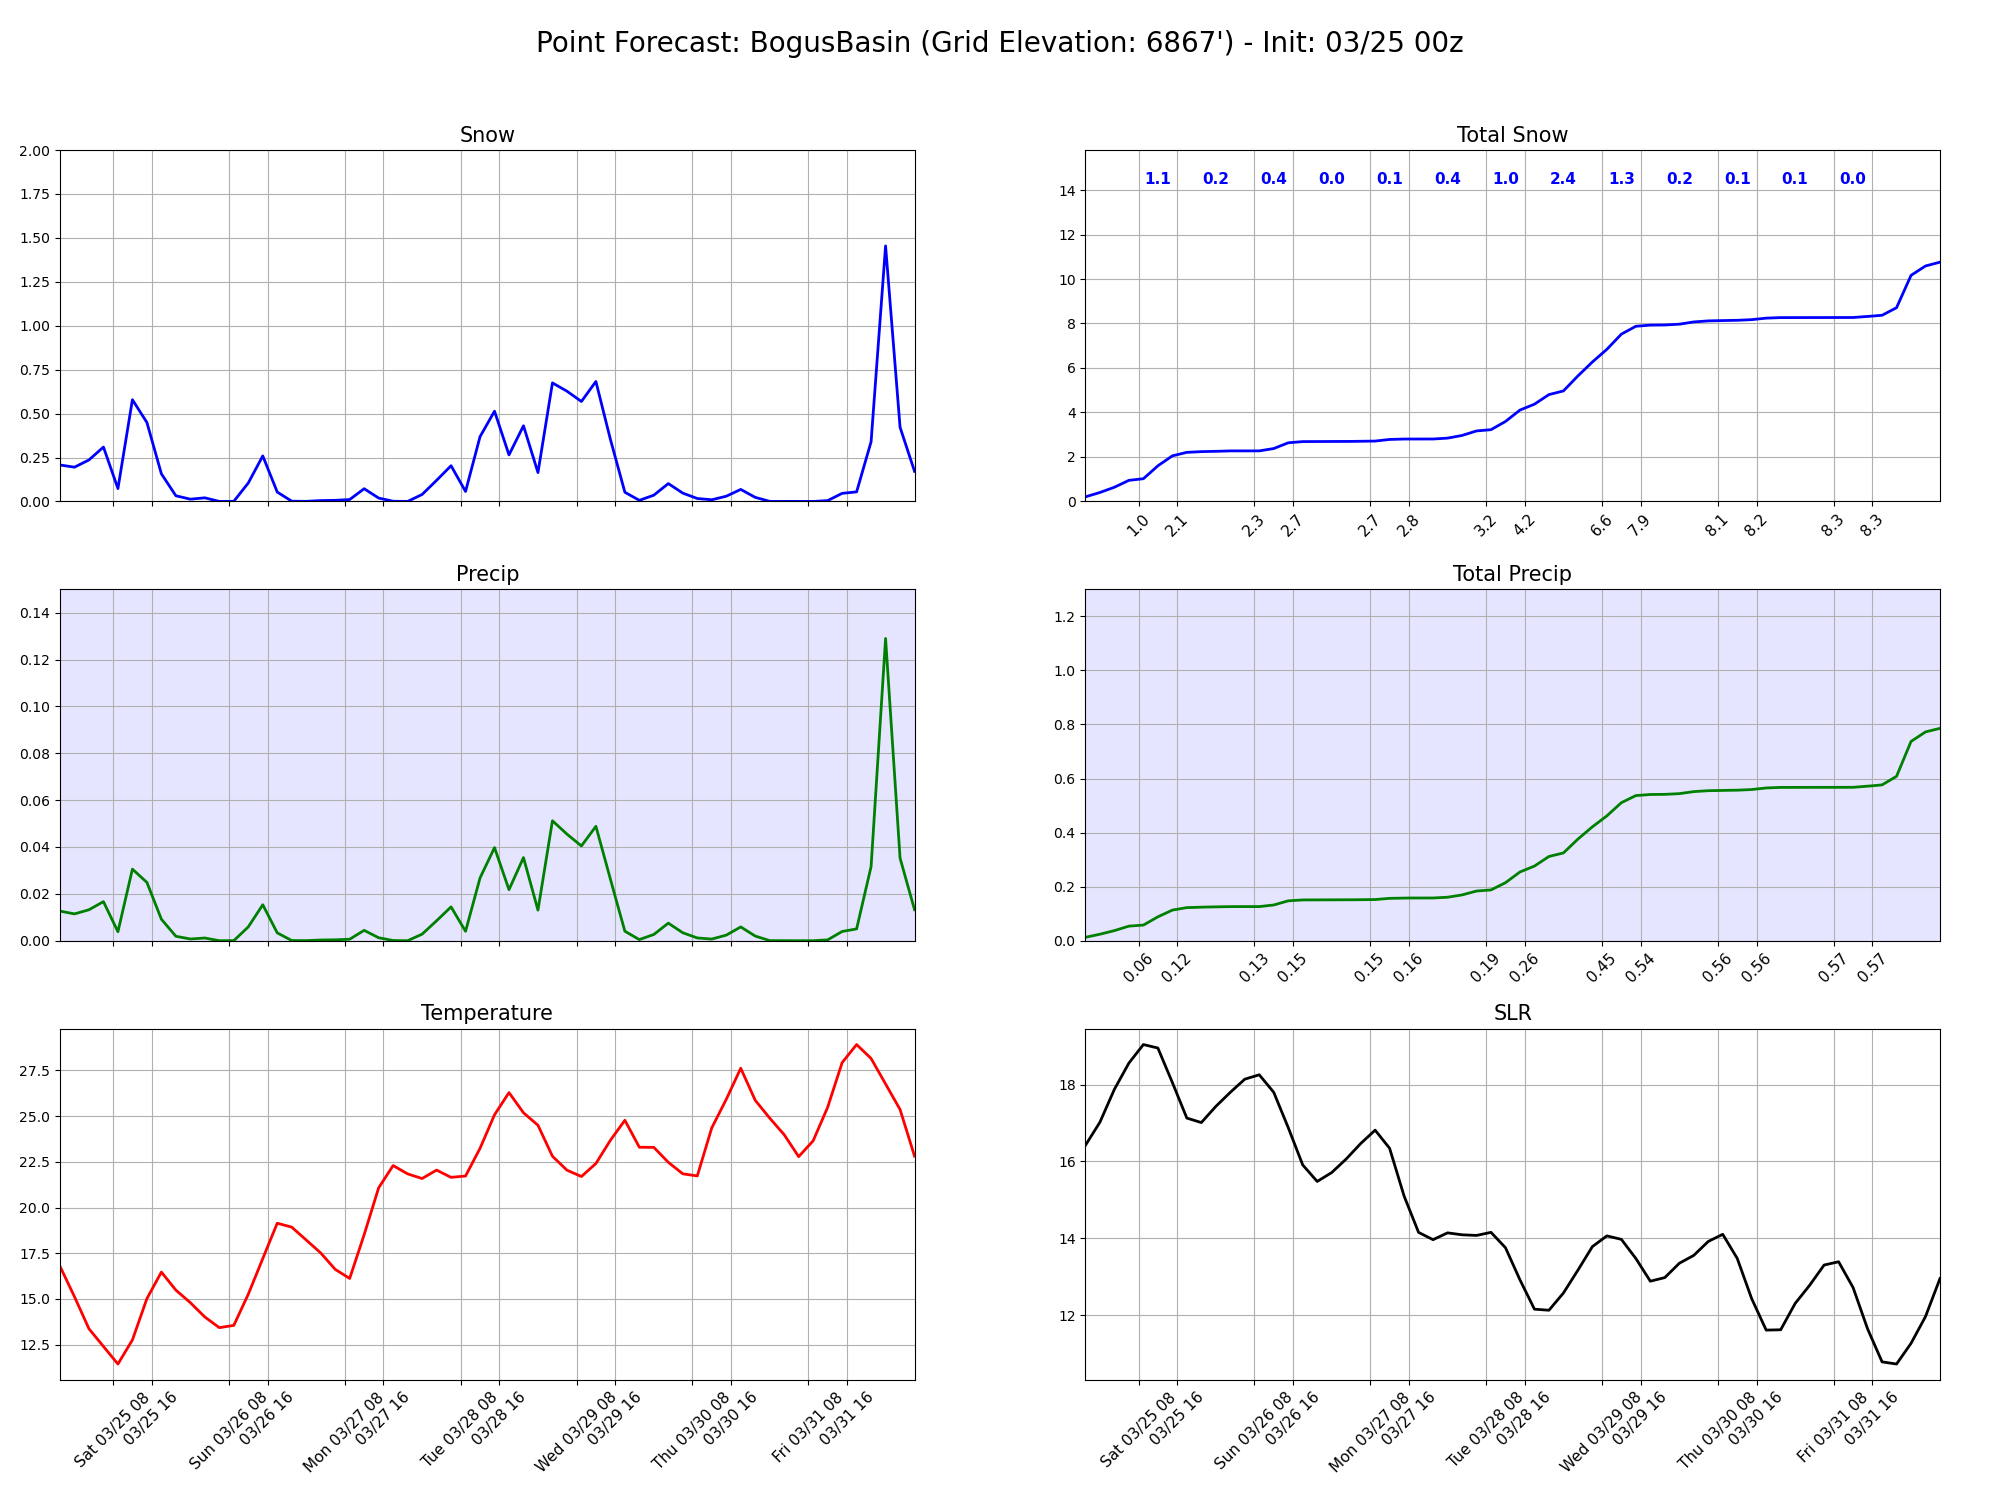 Point Forecast: BogusBasin (Grid Elevation: 6867') - Init: 03/25 00z
Snow
2.00
1.75
1.50
1.25
1.00
0.75
0.50
0.25
0.00
Total Snow
1.1 0.2 0.4 0.0 0.1 0.4 1.0 2.4 1.3 0.2 0.1 0.1 0.0
14
12
10
8
6
4
2
0
1.0 2.1 2.3 2.7 2.7 2.8 3.2 4.2 6.6 7.9 8.1 8.2 8.3 8.3
Precip
0.14
0.12
0.10
0.08
0.06
0.04
0.02
0.00
Total Precip
1.2
1.0
0.8
0.6
0.4
0.2
0.0
0.06 0.12 0.13 0.15 0.15 0.16 0.19 0.26 0.45 0.54 0.56 0.56 0.57 0.57
Temperature
27.5
25.0
22.5
20.0
17.5
15.0
12.5
Sat 03/25 08
03/25 16
Sun 03/26 08
03/26 16
Mon 03/27 08
03/27 16
Tue 03/28 08
03/28 16
Wed 03/29 08
03/29 16
Thu 03/30 08
03/30 16
Fri 03/31 08
03/31 16
SLR
18
16
14
12
Sat 03/25 08
03/25 16
Sun 03/26 08
03/26 16
Mon 03/27 08
03/27 16
Tue 03/28 08
03/28 16
Wed 03/29 08
03/29 16
Thu 03/30 08
03/30 16
Fri 03/31 08
03/31 16